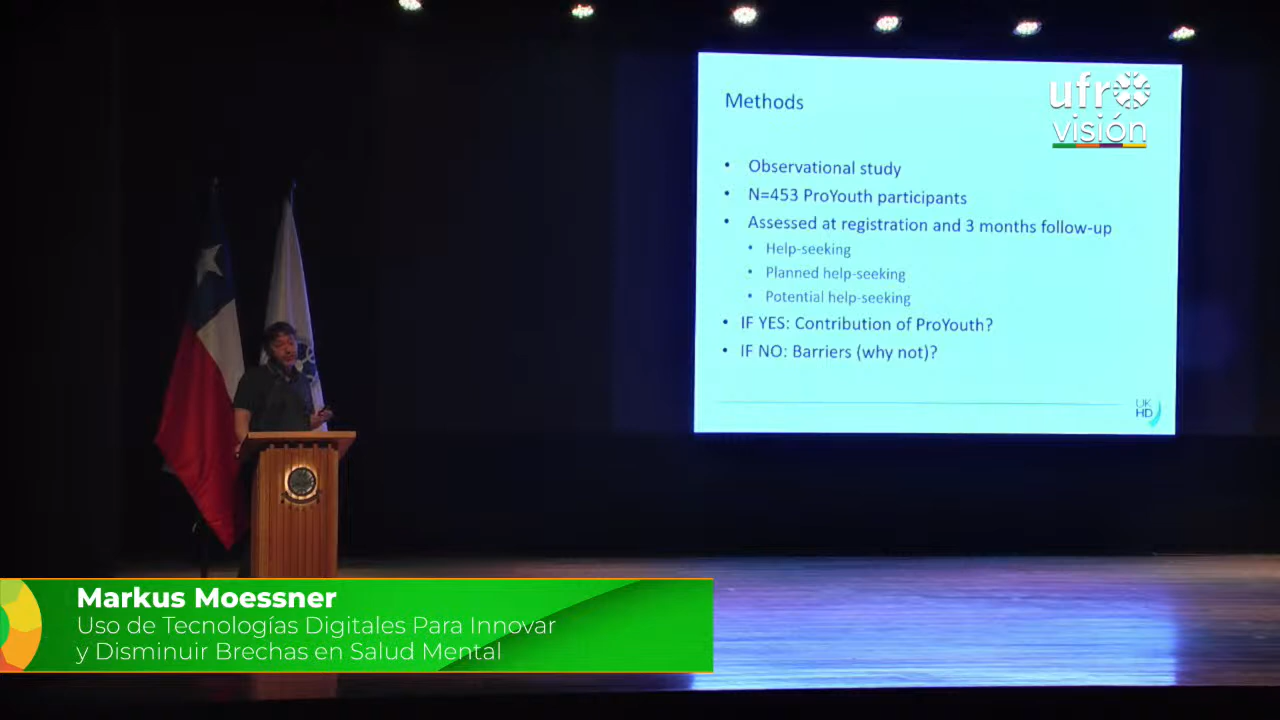 Methods
ufro
visión
• Observational study
• N=453 ProYouth participants
• Assessed at registration and 3 months follow-up
• Help-seeking
• Planned help-seeking
• Potential help-seeking
• IF YES: Contribution of ProYouth?
• IF NO: Barriers (why not)?
UK
HD
Markus Moessner
Uso de Tecnologías Digitales Para Innovar
y Disminuir Brechas en Salud Mental